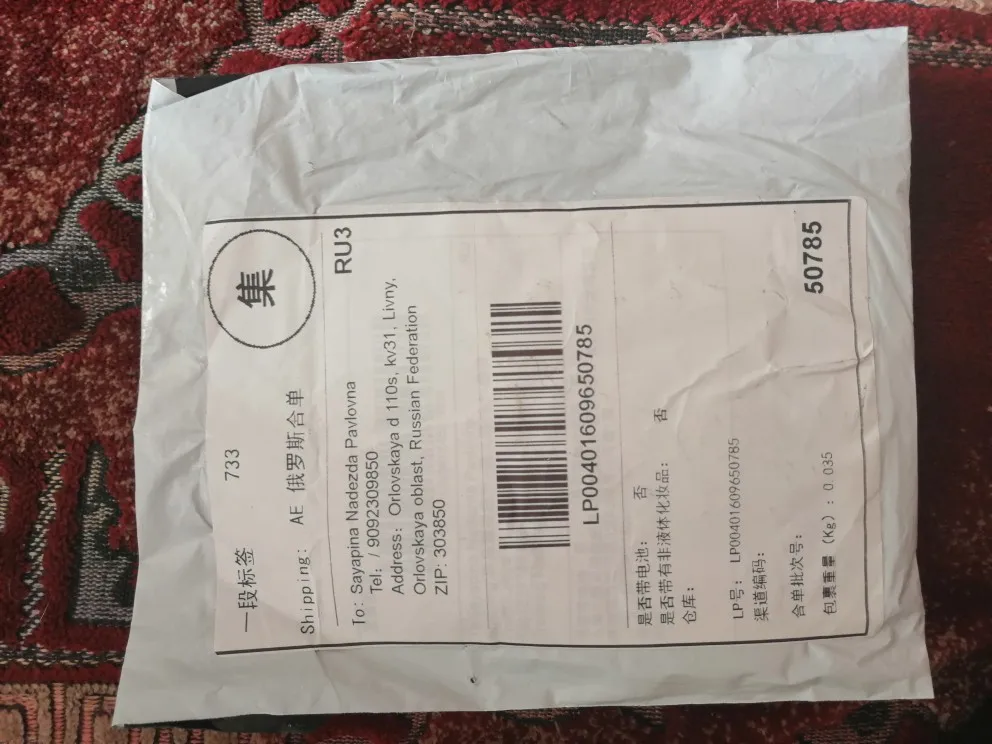 一段标签 733 集
Shipping: AE 俄罗斯合单
RU3
To: Sayapina Nadezda Pavlovna
Tel: / 9092309850
Address: Orlovskaya d 110s, kv31, Livny,
Orlovskaya oblast, Russian Federation
ZIP: 303850
LP00401609650785
是否带电池: 否
是否带有非液体化妆品: 否
仓库:
LP号: LP00401609650785
渠道编码:
合单批次号:
包裹重量 (Kg) : 0.035
50785